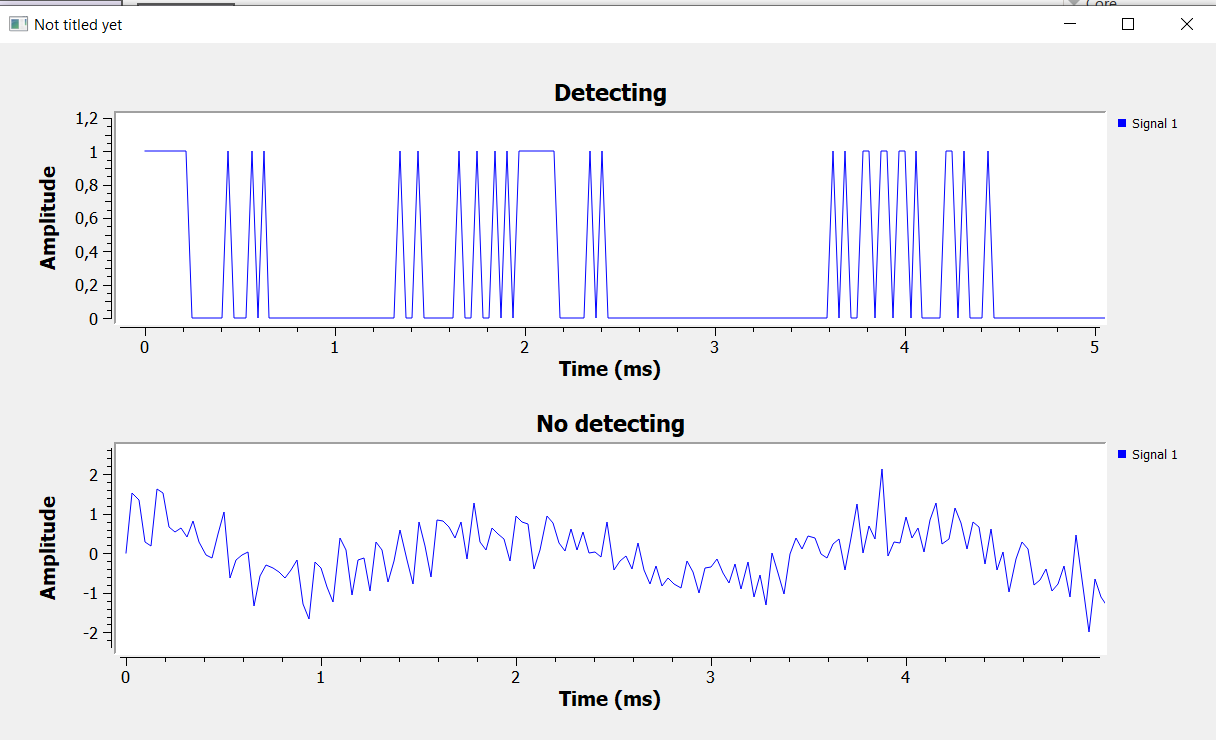 Core
Not titled yet
Detecting
Signal 1
Amplitude
1,2
1
0,8
0,6
0,4
0,2
0
0 1 2 3 4 5
Time (ms)
No detecting
Signal 1
Amplitude
2
1
0
-1
-2
0 1 2 3 4
Time (ms)